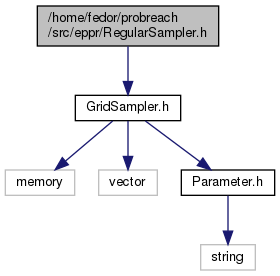 /home/fedor/probreach
/src/eppr/RegularSampler.h
GridSampler.h
memory
vector
Parameter.h
string